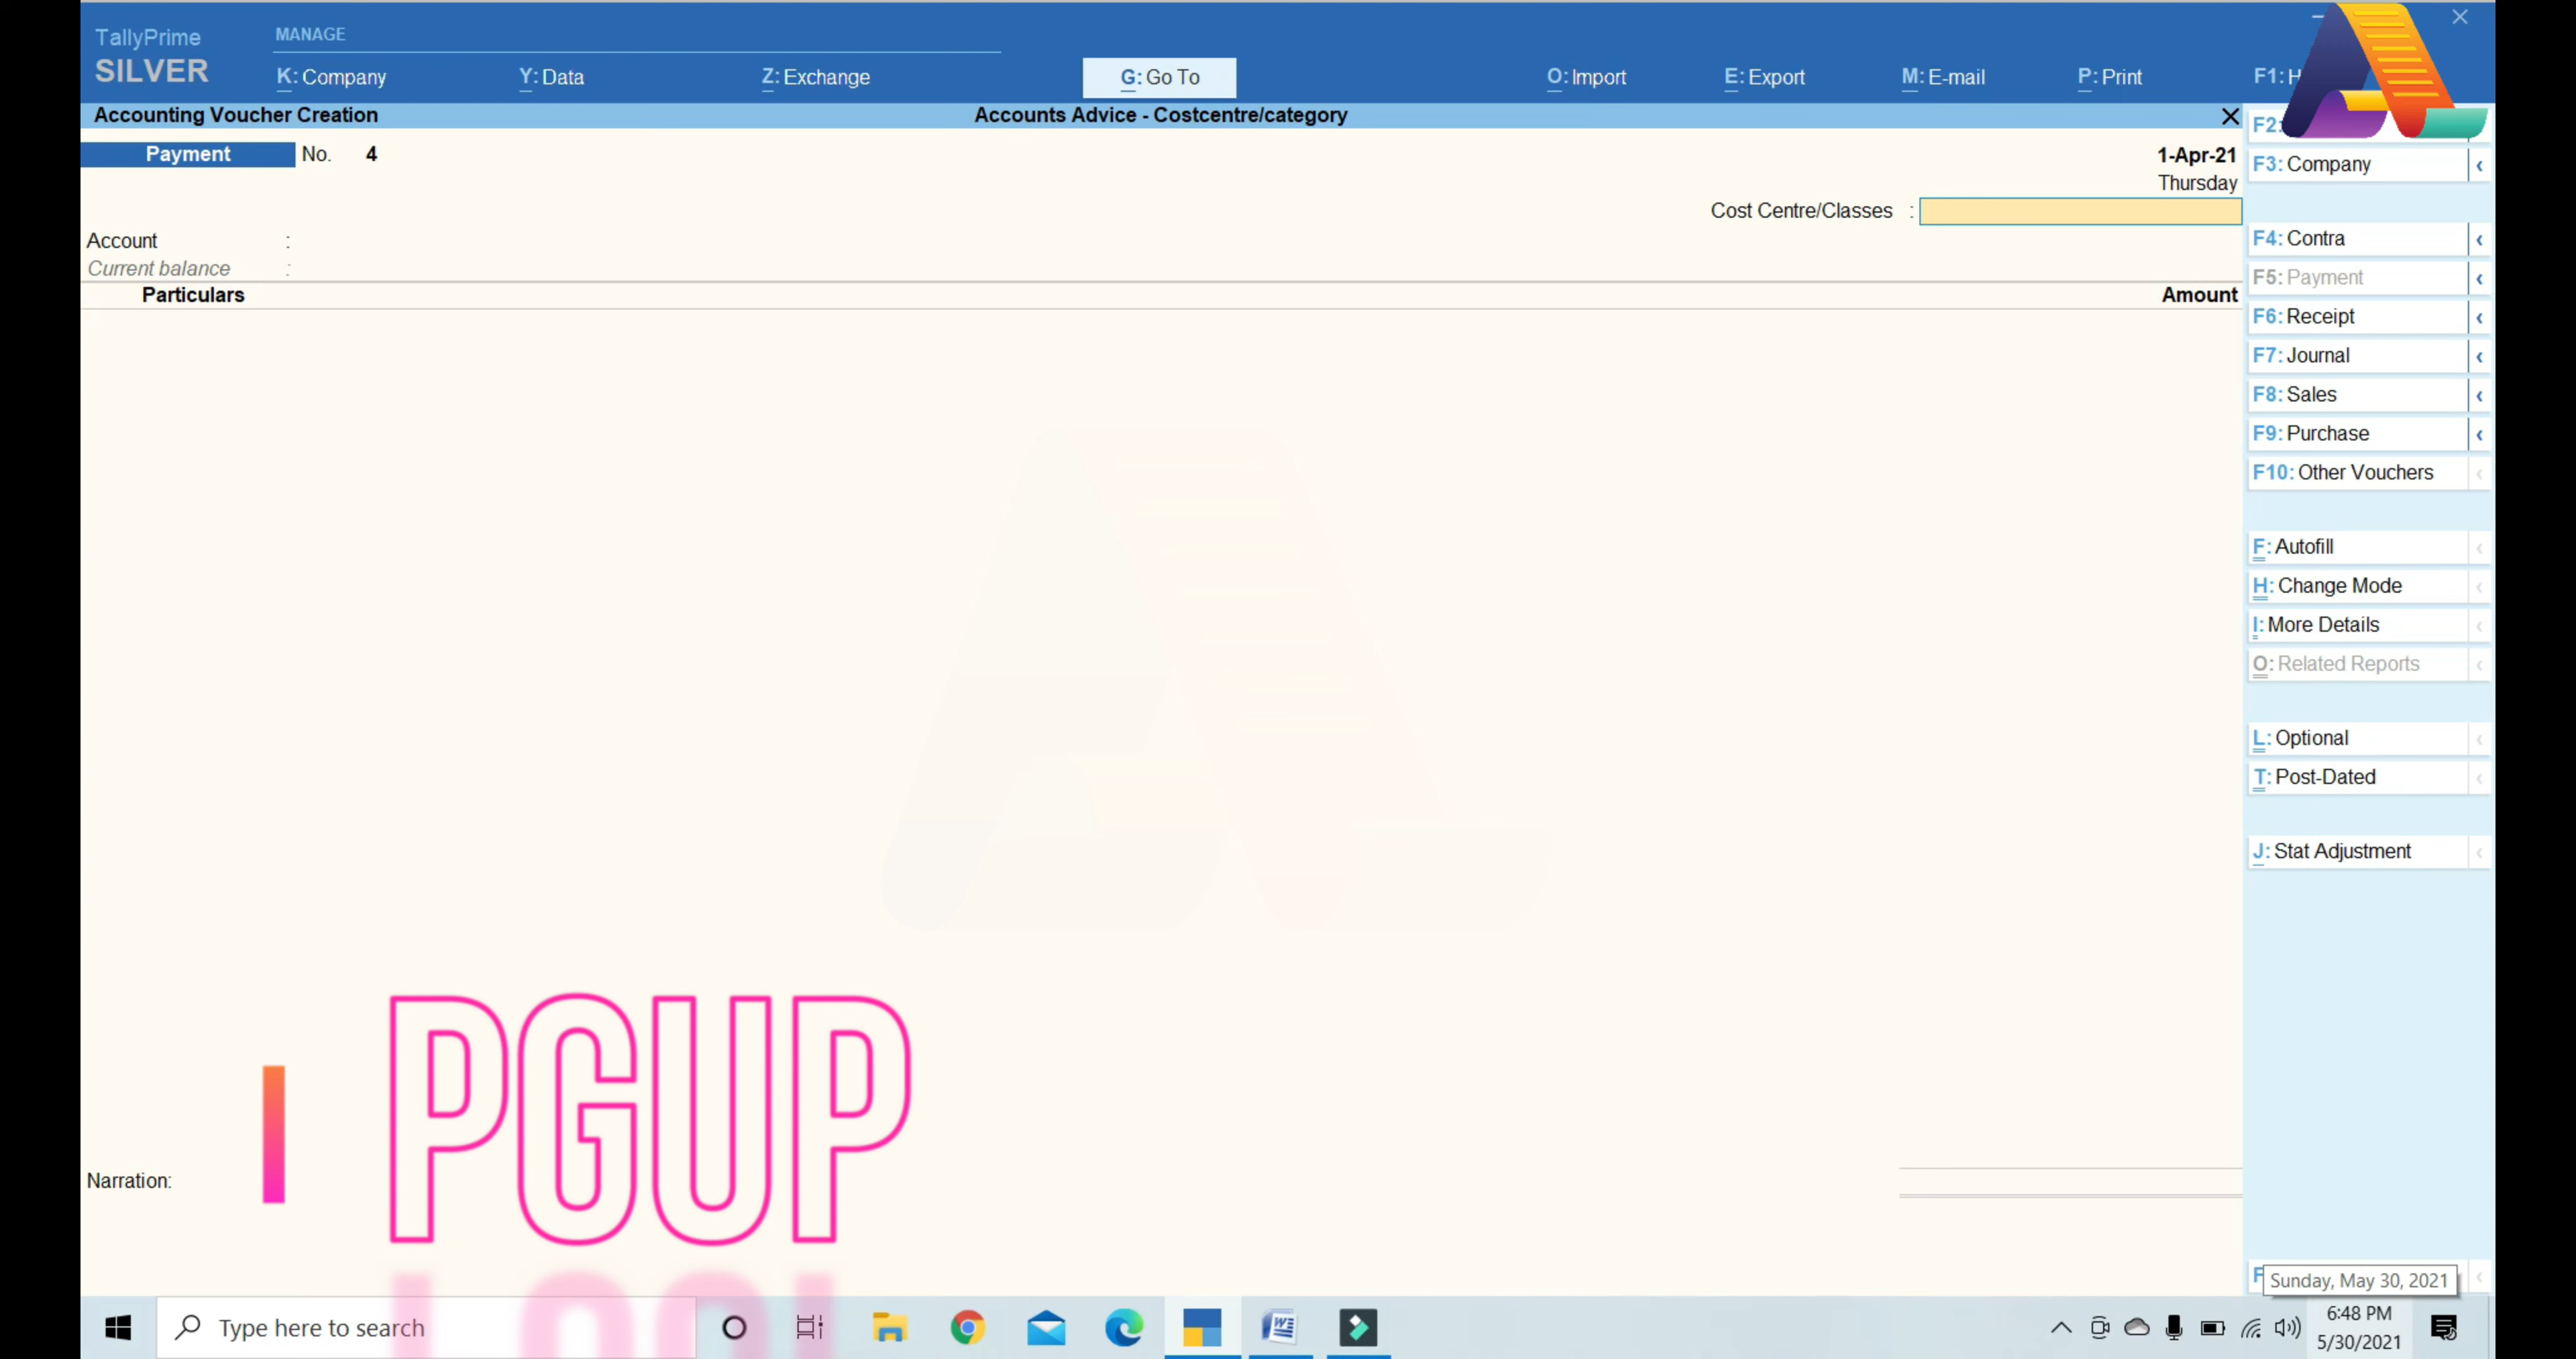 TallyPrime
SILVER
MANAGE
K: Company
Y: Data
Z: Exchange
G: Go To
O: Import
E: Export
M: E-mail
P: Print
F1: H
Accounting Voucher Creation
Accounts Advice - Costcentre/category
F2:
Payment No. 4
1-Apr-21
Thursday
F3: Company
Cost Centre/Classes :
Account :
Current balance :
Particulars
Amount
F4: Contra
F5: Payment
F6: Receipt
F7: Journal
F8: Sales
F9: Purchase
F10: Other Vouchers
F: Autofill
H: Change Mode
I: More Details
O: Related Reports
L: Optional
T: Post-Dated
J: Stat Adjustment
PGUP
Narration:
F
Sunday, May 30, 2021
Type here to search
6:48 PM
5/30/2021